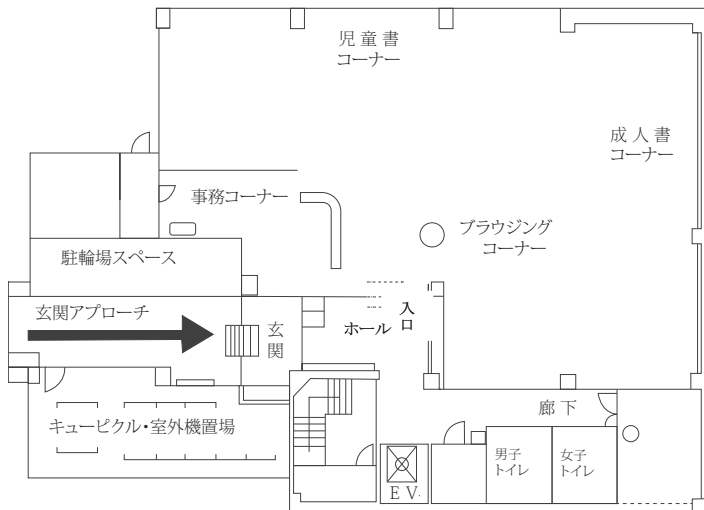 児童書
コーナー
成人書
コーナー
事務コーナー
ブラウジング
コーナー
駐輪場スペース
玄関アプローチ
玄関
ホール
入口
廊下
キューピクル・室外機置場
男子
トイレ
女子
トイレ
EV.